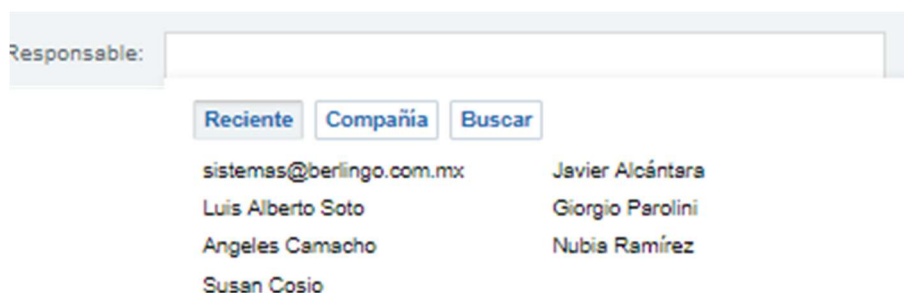 Responsable:
Reciente Compañía Buscar
sistemas@berlingo.com.mx Javier Alcántara
Luis Alberto Soto Giorgio Parolini
Angeles Camacho Nubia Ramírez
Susan Cosio